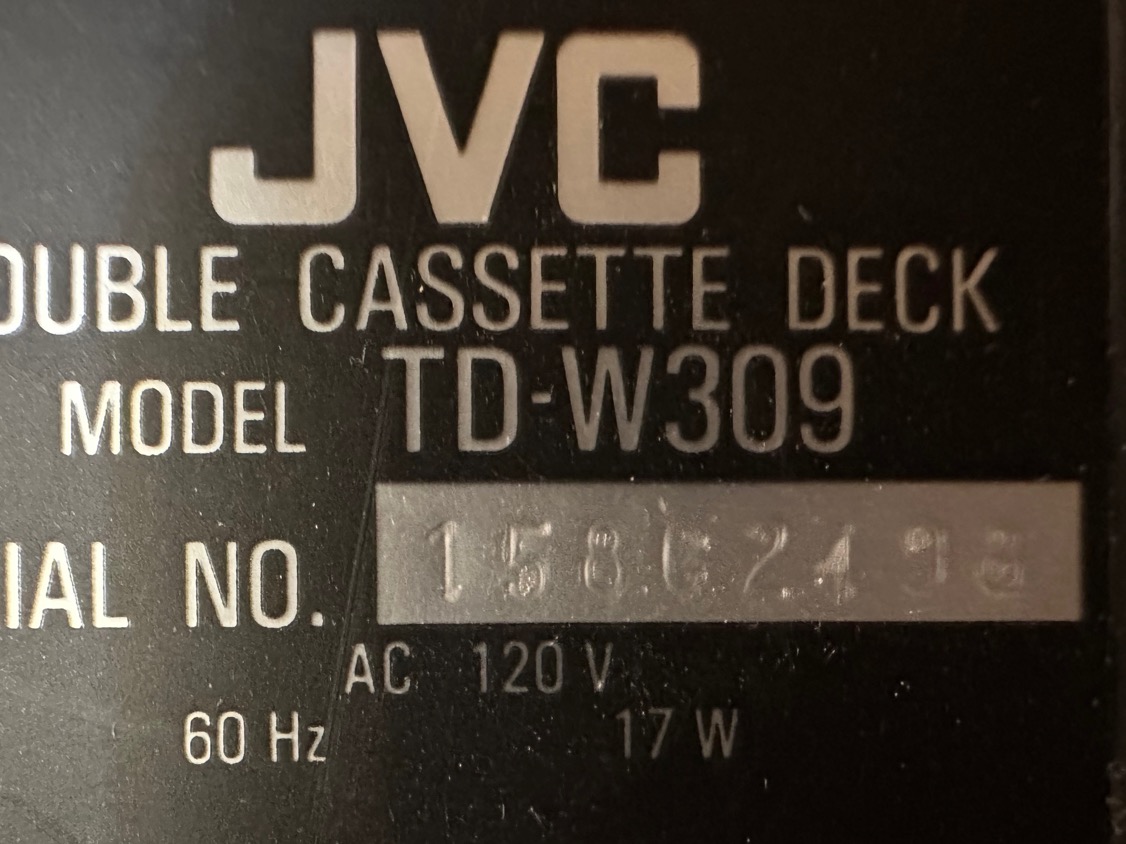 JVC
OUBLE CASSETTE DECK
MODEL TD-W309
IAL NO.
AC 120 V
60 Hz 17 W